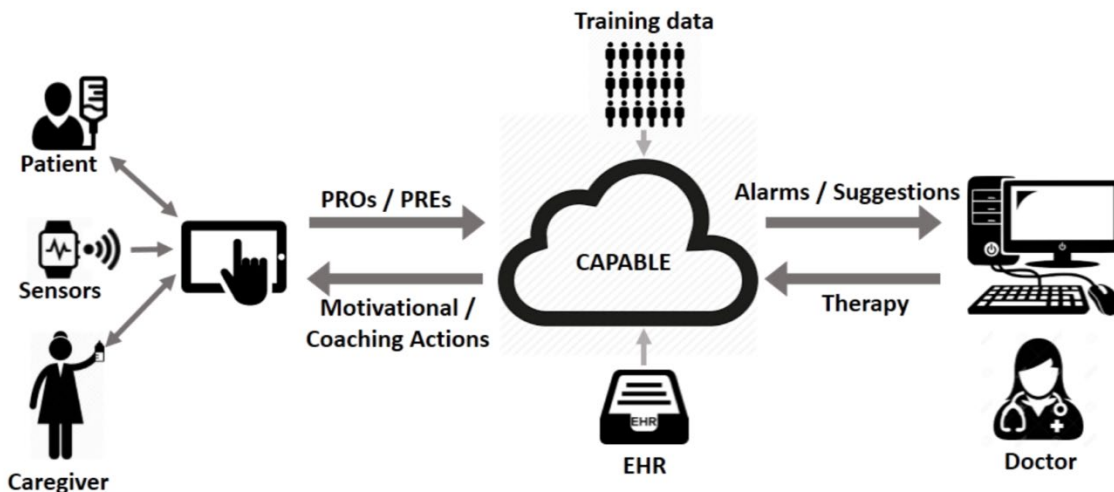 Training data
Patient
PROs / PREs
Alarms / Suggestions
CAPABLE
Sensors
Motivational /
Coaching Actions
Therapy
EHR
EHR
Caregiver
Doctor